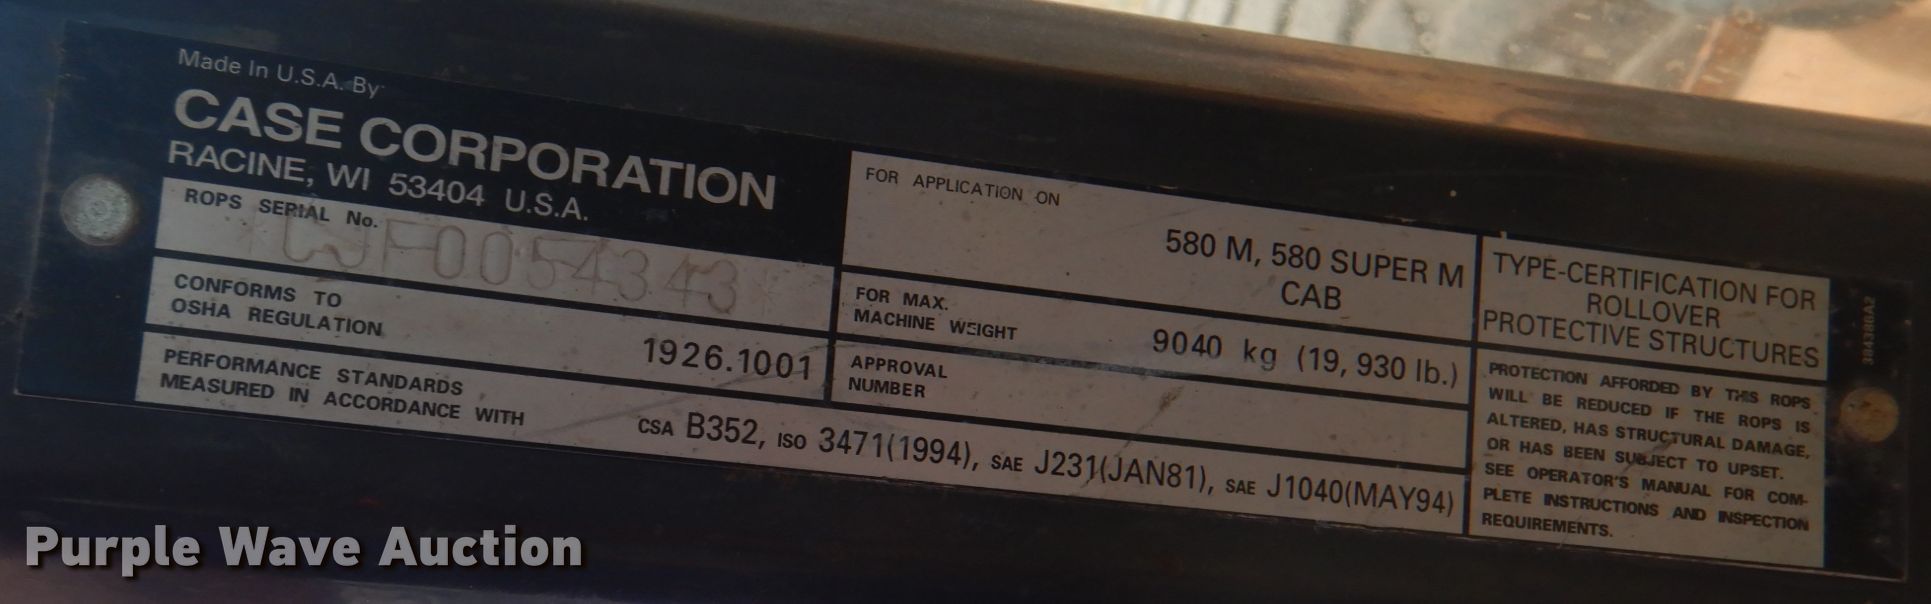 Made In U.S.A. By
CASE CORPORATION
RACINE, WI 53404 U.S.A.
ROPS SERIAL No.
*CJF0054343*
CONFORMS TO
OSHA REGULATION
1926.1001
PERFORMANCE STANDARDS
MEASURED IN ACCORDANCE WITH
CSA B352, ISO 3471(1994), SAE J231(JAN81), SAE J1040(MAY94)
FOR APPLICATION ON
580 M, 580 SUPER M
CAB
FOR MAX.
MACHINE WEIGHT
9040 kg (19,930 lb.)
APPROVAL
NUMBER
TYPE-CERTIFICATION FOR
ROLLOVER
PROTECTIVE STRUCTURES
PROTECTION AFFORDED BY THIS ROPS
WILL BE REDUCED IF THE ROPS IS
ALTERED, HAS STRUCTURAL DAMAGE,
OR HAS BEEN SUBJECT TO UPSET.
SEE OPERATOR'S MANUAL FOR COM-
PLETE INSTRUCTIONS AND INSPECTION
REQUIREMENTS.
384386A2
Purple Wave Auction